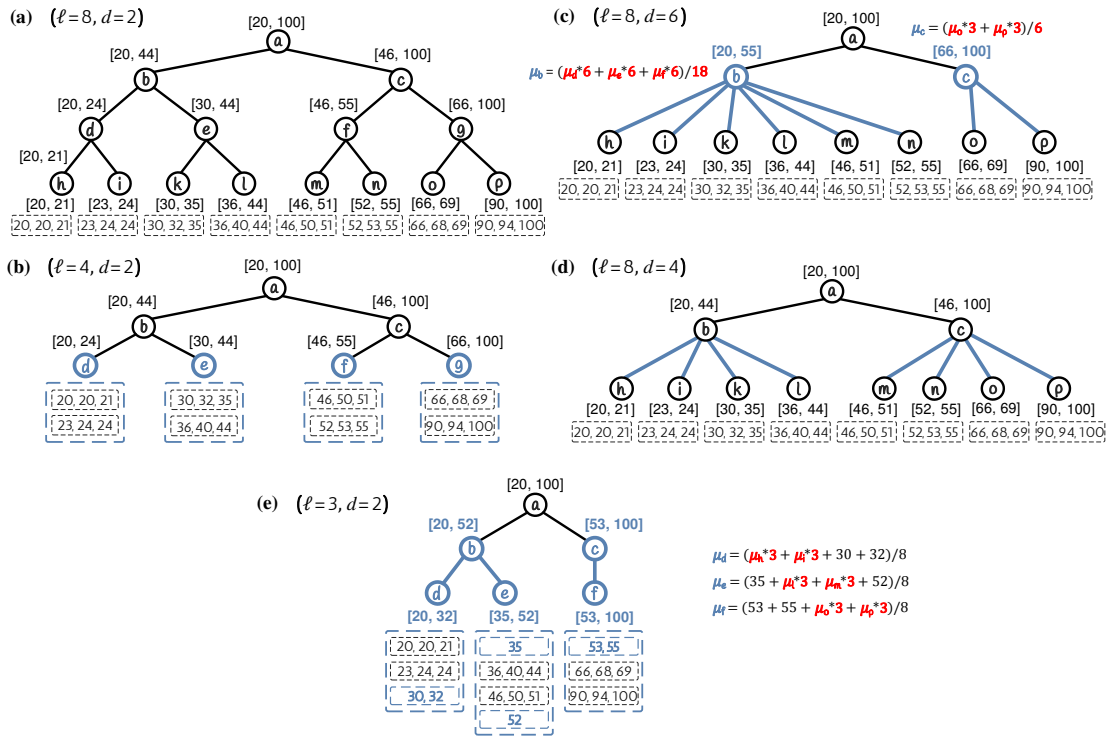 (a) (ℓ=8, d=2)
[20, 100]
a
[20, 44] [46, 100]
b c
[20, 24] [30, 44] [46, 55] [66, 100]
d e f g
[20, 21]
h i k l m n o p
[20, 21] [23, 24] [30, 35] [36, 44] [46, 51] [52, 55] [66, 69] [90, 100]
20, 20, 21 23, 24, 24 30, 32, 35 36, 40, 44 46, 50, 51 52, 53, 55 66, 68, 69 90, 94, 100
(b) (ℓ=4, d=2)
[20, 100]
a
[20, 44] [46, 100]
b c
[20, 24] [30, 44] [46, 55] [66, 100]
d e f g
20, 20, 21 30, 32, 35 46, 50, 51 66, 68, 69
23, 24, 24 36, 40, 44 52, 53, 55 90, 94, 100
(c) (ℓ=8, d=6)
[20, 100]
a
μc = (μo*3 + μp*3)/6
[20, 55] [66, 100]
μb = (μd*6 + μe*6 + μf*6)/18
b c
h i k l m n o p
[20, 21] [23, 24] [30, 35] [36, 44] [46, 51] [52, 55] [66, 69] [90, 100]
20, 20, 21 23, 24, 24 30, 32, 35 36, 40, 44 46, 50, 51 52, 53, 55 66, 68, 69 90, 94, 100
(d) (ℓ=8, d=4)
[20, 100]
a
[20, 44] [46, 100]
b c
h i k l m n o p
[20, 21] [23, 24] [30, 35] [36, 44] [46, 51] [52, 55] [66, 69] [90, 100]
20, 20, 21 23, 24, 24 30, 32, 35 36, 40, 44 46, 50, 51 52, 53, 55 66, 68, 69 90, 94, 100
(e) (ℓ=3, d=2)
[20, 100]
a
[20, 52] [53, 100]
b c
d e f
[20, 32] [35, 52] [53, 100]
20, 20, 21 35 53, 55
23, 24, 24 36, 40, 44 66, 68, 69
30, 32 46, 50, 51 90, 94, 100
52
μd = (μh*3 + μi*3 + 30 + 32)/8
μe = (35 + μl*3 + μm*3 + 52)/8
μf = (53 + 55 + μo*3 + μp*3)/8